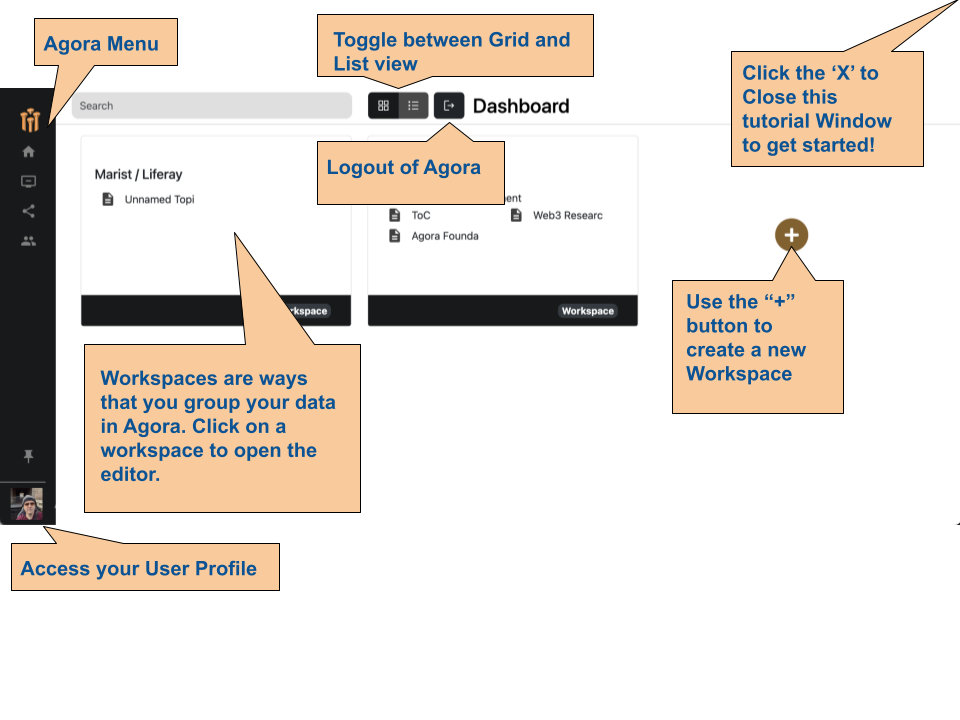 Agora Menu
Toggle between Grid and
List view
Click the ‘X’ to
Close this
tutorial Window
to get started!
Search
Dashboard
Logout of Agora
Marist / Liferay
Unnamed Topi
ent
ToC
Web3 Researc
Agora Founda
kspace
Workspace
Use the “+”
button to
create a new
Workspace
Workspaces are ways
that you group your data
in Agora. Click on a
workspace to open the
editor.
Access your User Profile